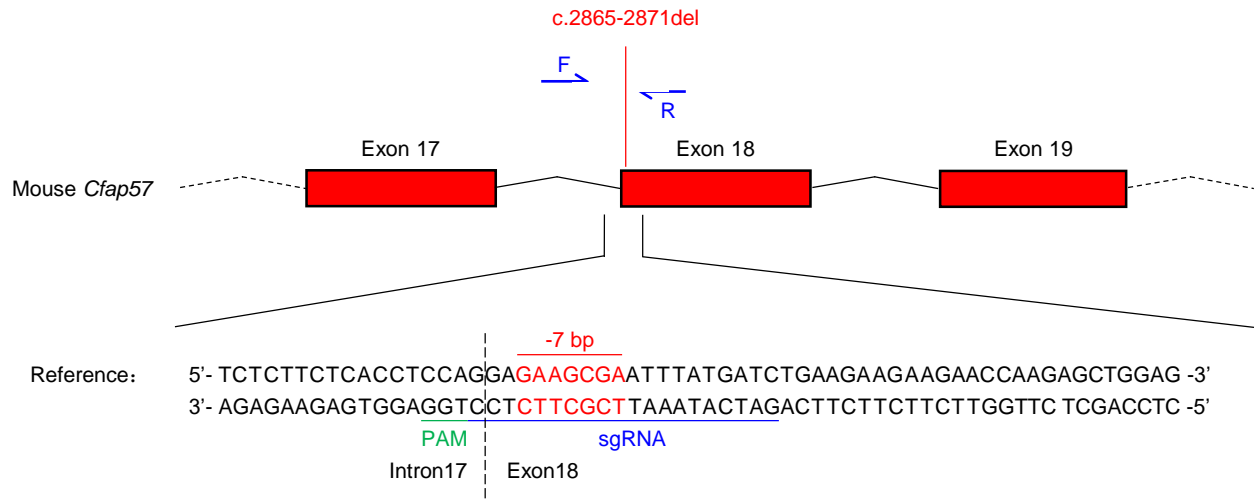 c.2865-2871del
F
R
Exon 17 Exon 18 Exon 19
Mouse Cfap57
-7 bp
Reference: 5'- TCTCTTCTCACCTCCAGGAGAAGCGAATTTATGATCTGAAGAAGAAGAACCAAGAGCTGGAG -3'
3'- AGAGAAGAGTGGAGGTCCTCTTCGCTTAAATACTAGACTTCTTCTTCTTGGTTC TCGACCTC -5'
PAM sgRNA
Intron17 Exon18